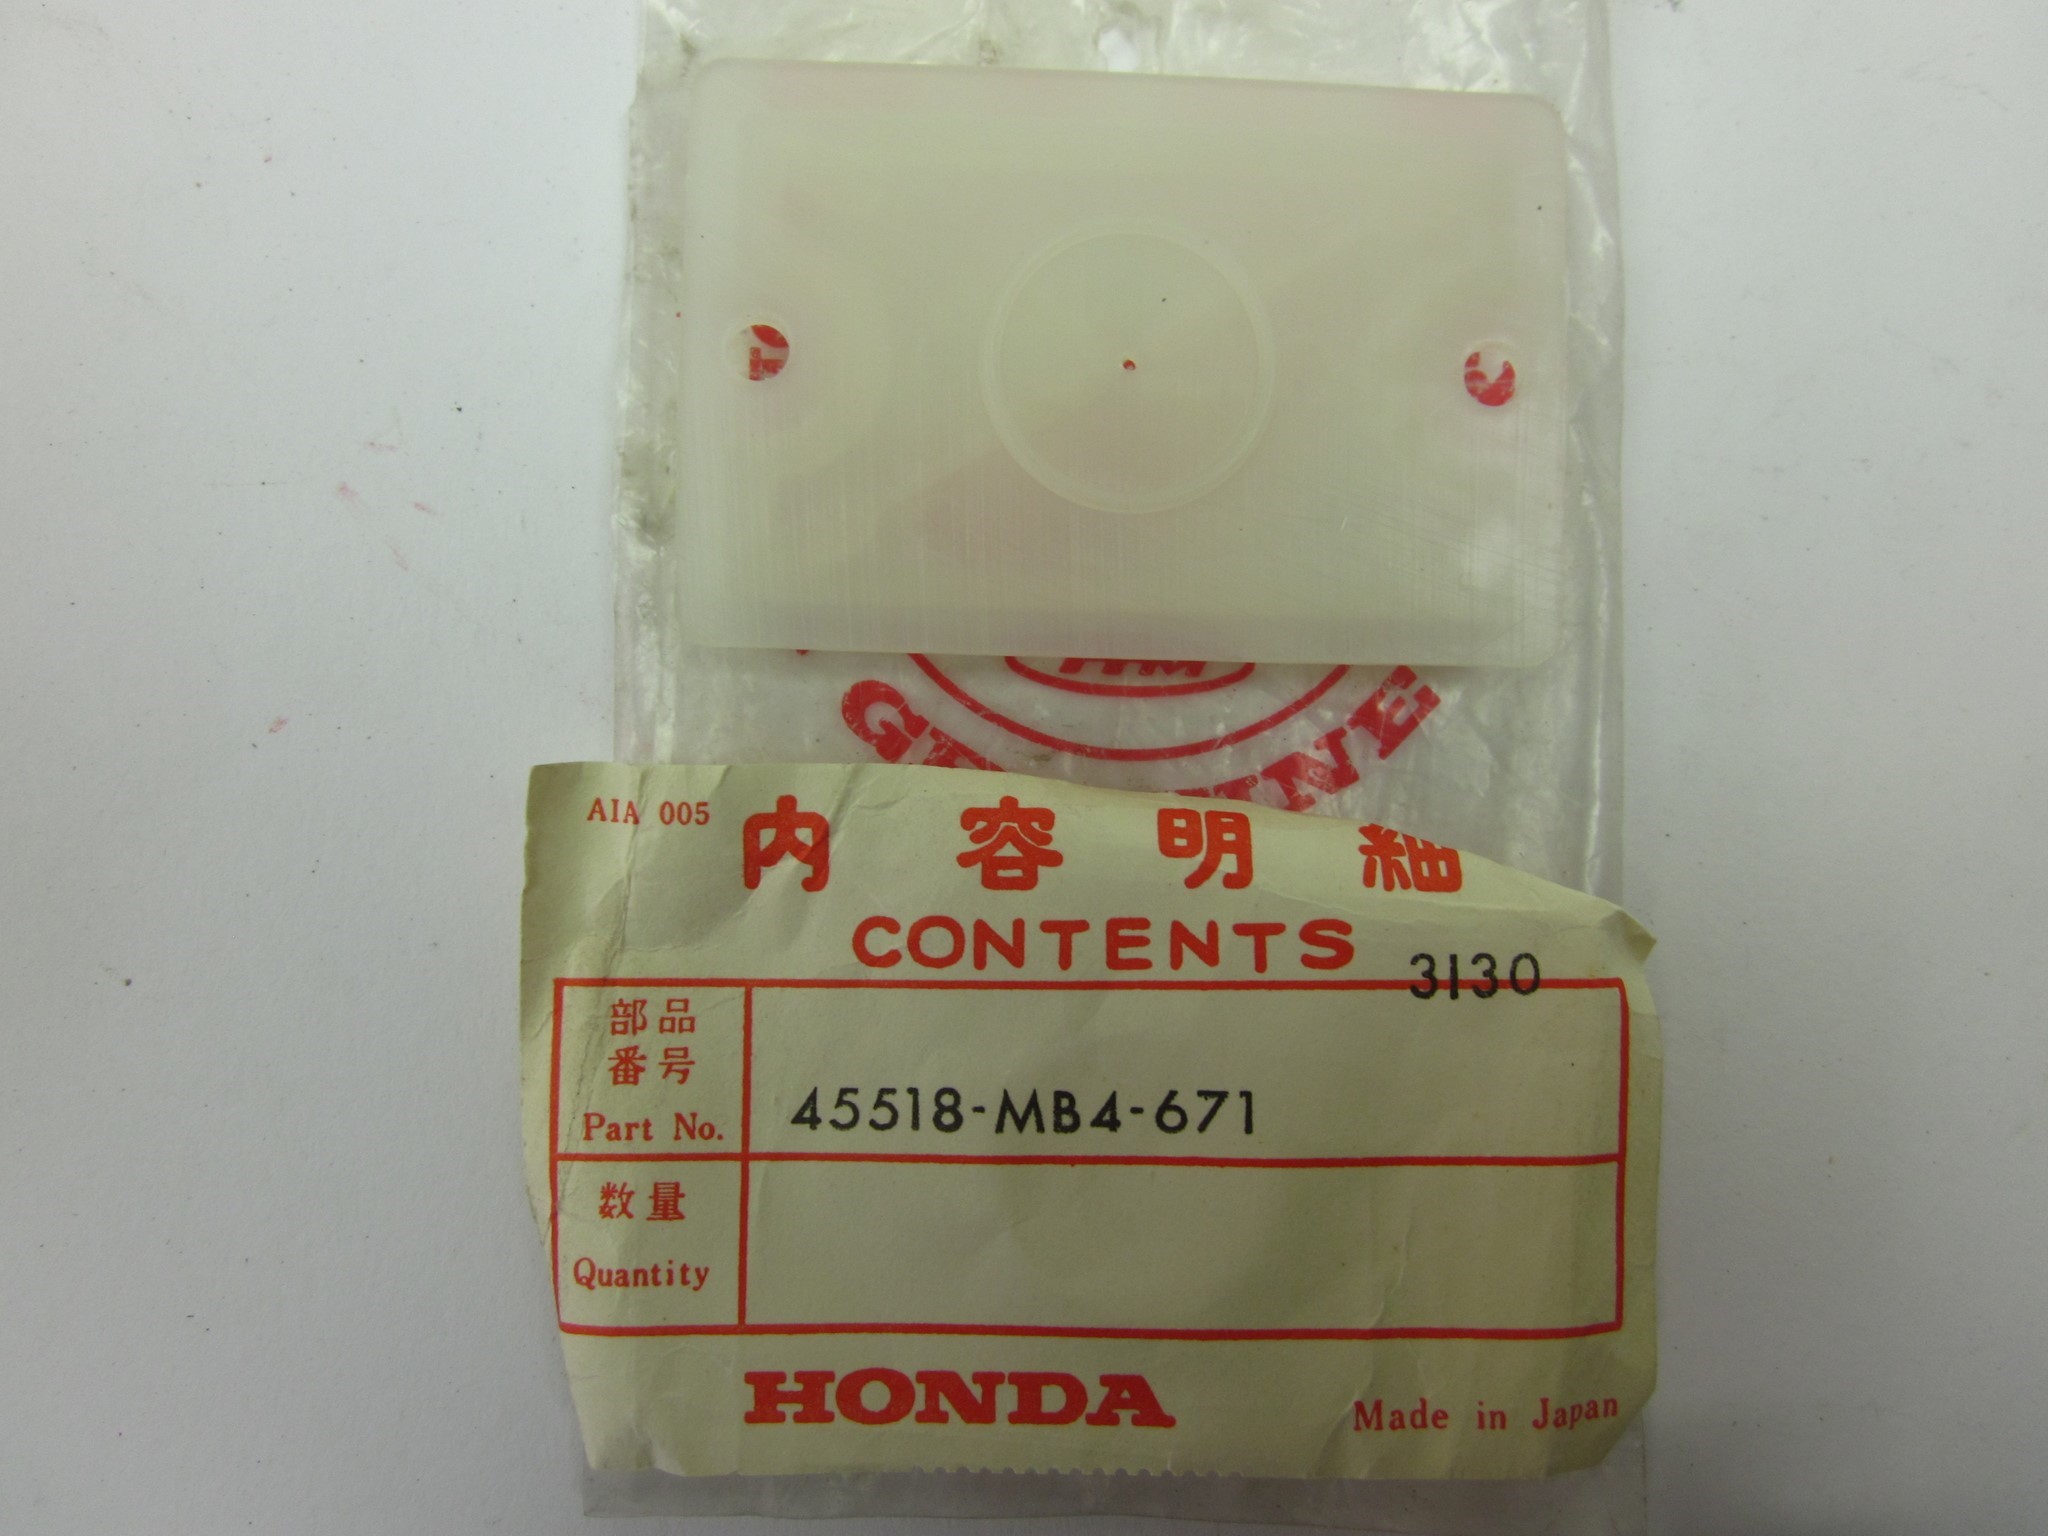 HM
AIA 005
内容明細
CONTENTS
3130
部品
番号
Part No.
45518-MB4-671
数量
Quantity
HONDA
Made in Japan